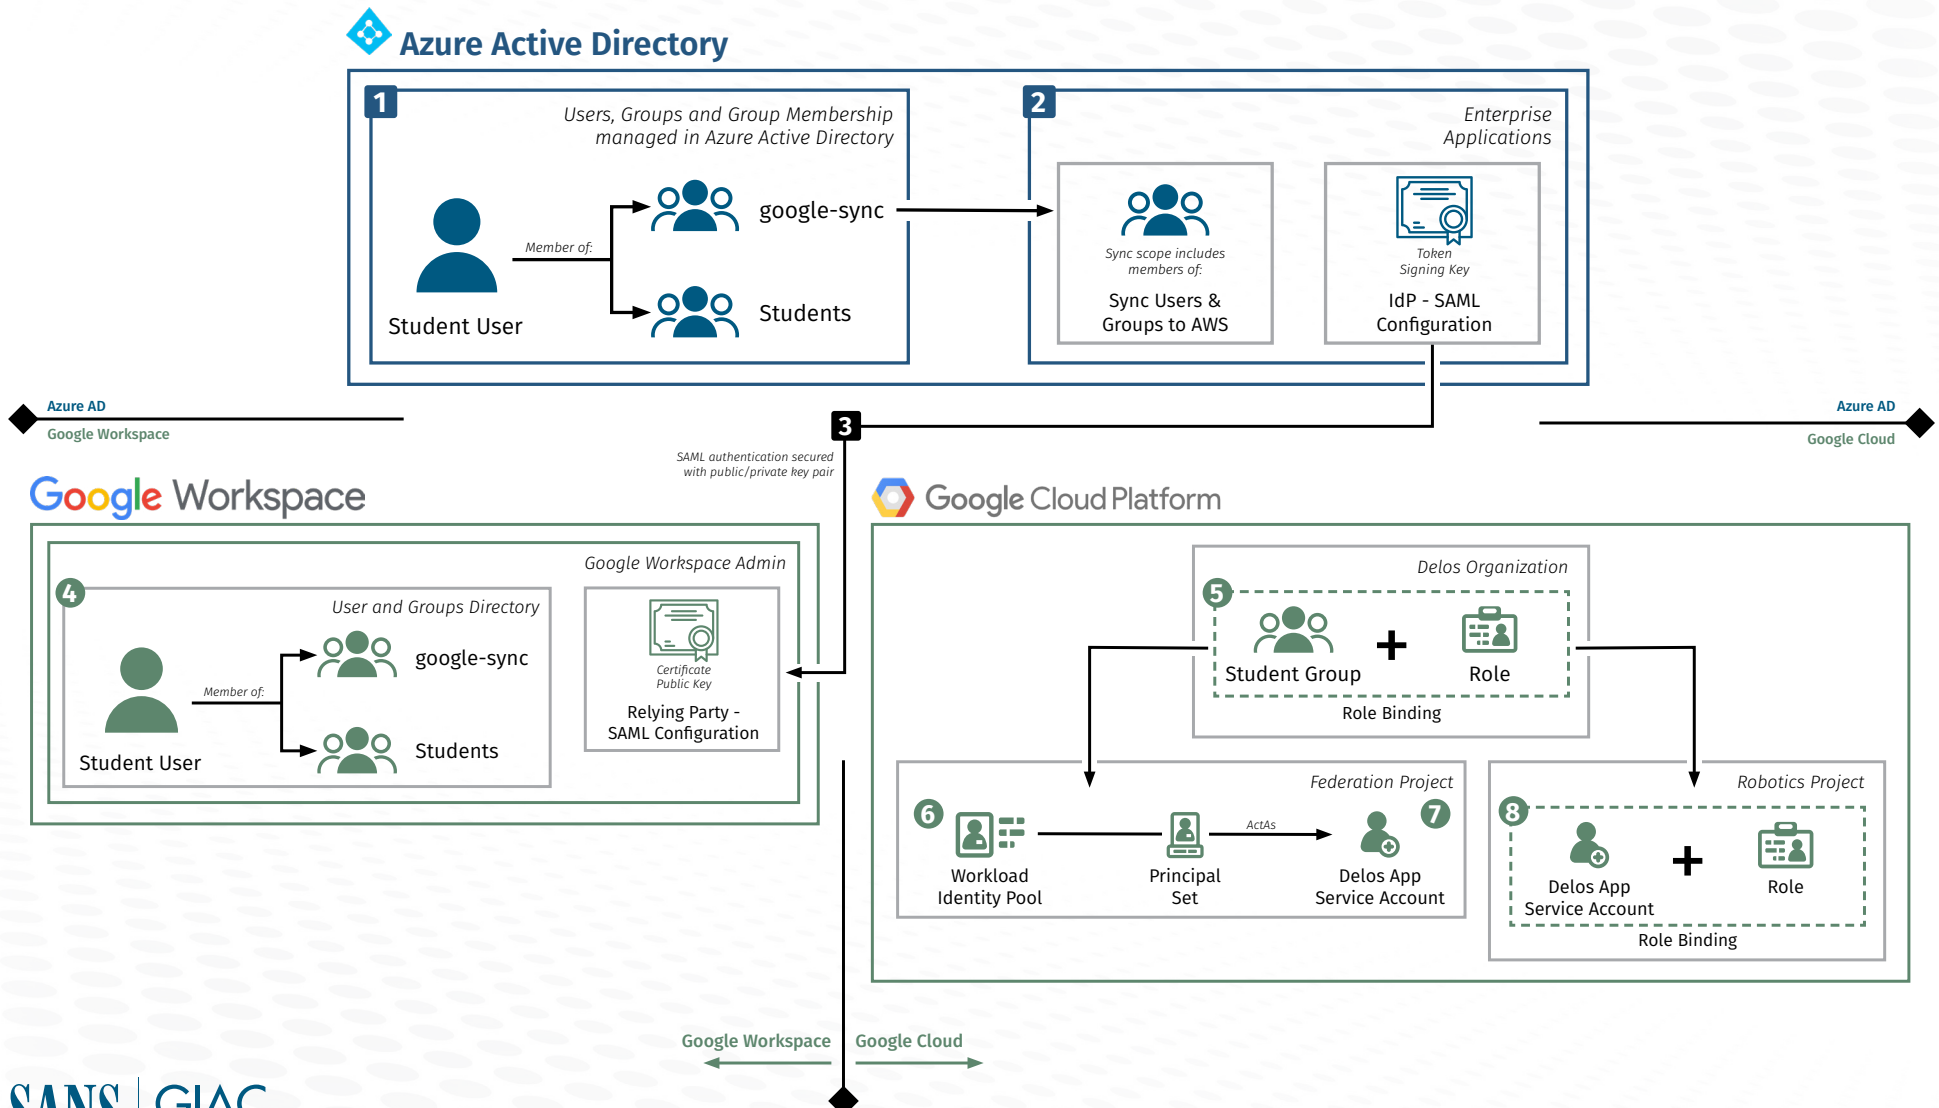 Azure Active Directory
1
Users, Groups and Group Membership
managed in Azure Active Directory
Student User
Member of:
google-sync
Students
2
Enterprise
Applications
Sync scope includes
members of:
Sync Users &
Groups to AWS
Token
Signing Key
IdP - SAML
Configuration
Azure AD
Google Workspace
3
SAML authentication secured
with public/private key pair
Azure AD
Google Cloud
Google Workspace
Google Workspace Admin
4
User and Groups Directory
Student User
Member of:
google-sync
Students
Certificate
Public Key
Relying Party -
SAML Configuration
Google Cloud Platform
Delos Organization
5
Student Group
Role
Role Binding
Federation Project
6
Workload
Identity Pool
Principal
Set
ActAs
7
Delos App
Service Account
Robotics Project
8
Delos App
Service Account
Role
Role Binding
Google Workspace
Google Cloud
SANS GIAC